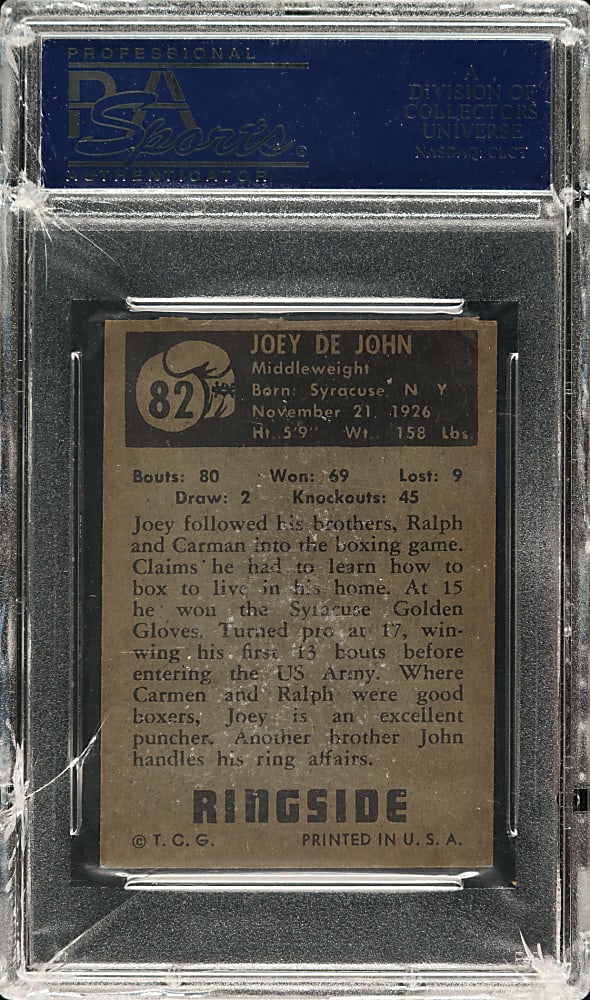 PROFESSIONAL
PSA
Sports
AUTHENTICATOR
A
DIVISION OF
COLLECTORS
UNIVERSE
NASDAQ: CLCT
82
JOEY DE JOHN
Middleweight
Born: Syracuse, N Y
November 21, 1926
Ht. 5'9" Wt. 158 Lbs
Bouts: 80 Won: 69 Lost: 9
Draw: 2 Knockouts: 45
Joey followed his brothers, Ralph
and Carman into the boxing game.
Claims he had to learn how to
box to live in his home. At 15
he won the Syracuse Golden
Gloves. Turned pro at 17, win-
wing his first 13 bouts before
entering the US Army. Where
Carmen and Ralph were good
boxers, Joey is an excellent
puncher. Another brother John
handles his ring affairs.
RINGSIDE
© T. C. G. PRINTED IN U. S. A.